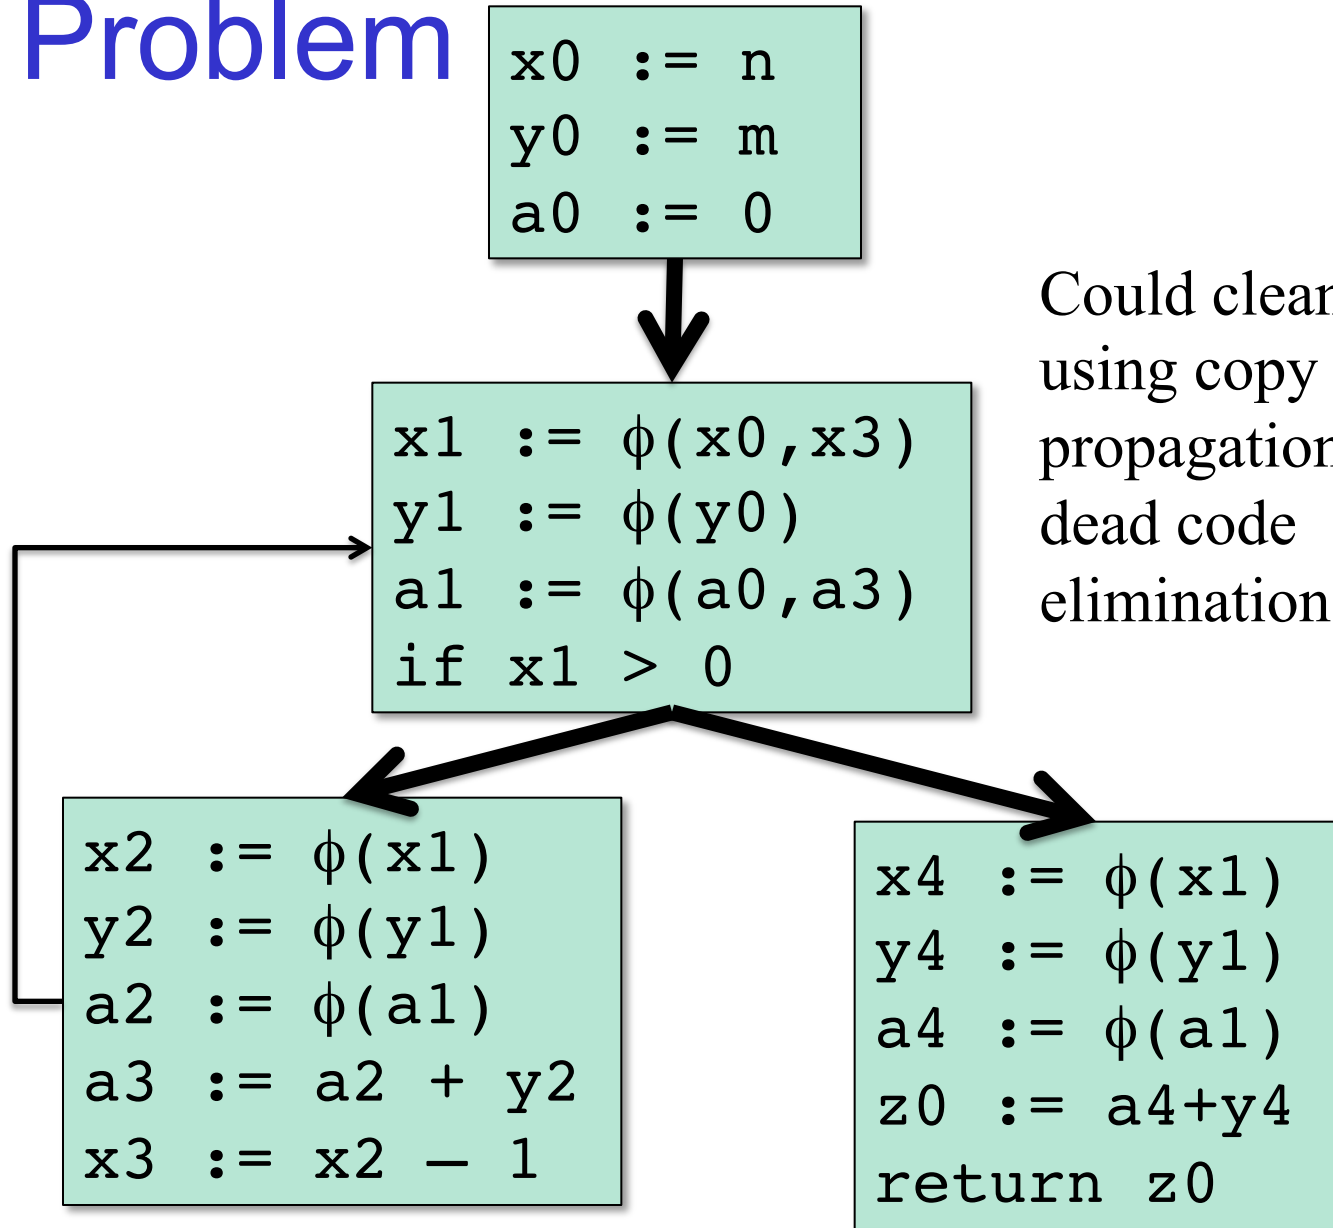 Problem
x0 := n
y0 := m
a0 := 0
Could clean
using copy
propagation
dead code
elimination
x1 := ϕ(x0,x3)
y1 := ϕ(y0)
a1 := ϕ(a0,a3)
if x1 > 0
x2 := ϕ(x1)
y2 := ϕ(y1)
a2 := ϕ(a1)
a3 := a2 + y2
x3 := x2 – 1
x4 := ϕ(x1)
y4 := ϕ(y1)
a4 := ϕ(a1)
z0 := a4+y4
return z0